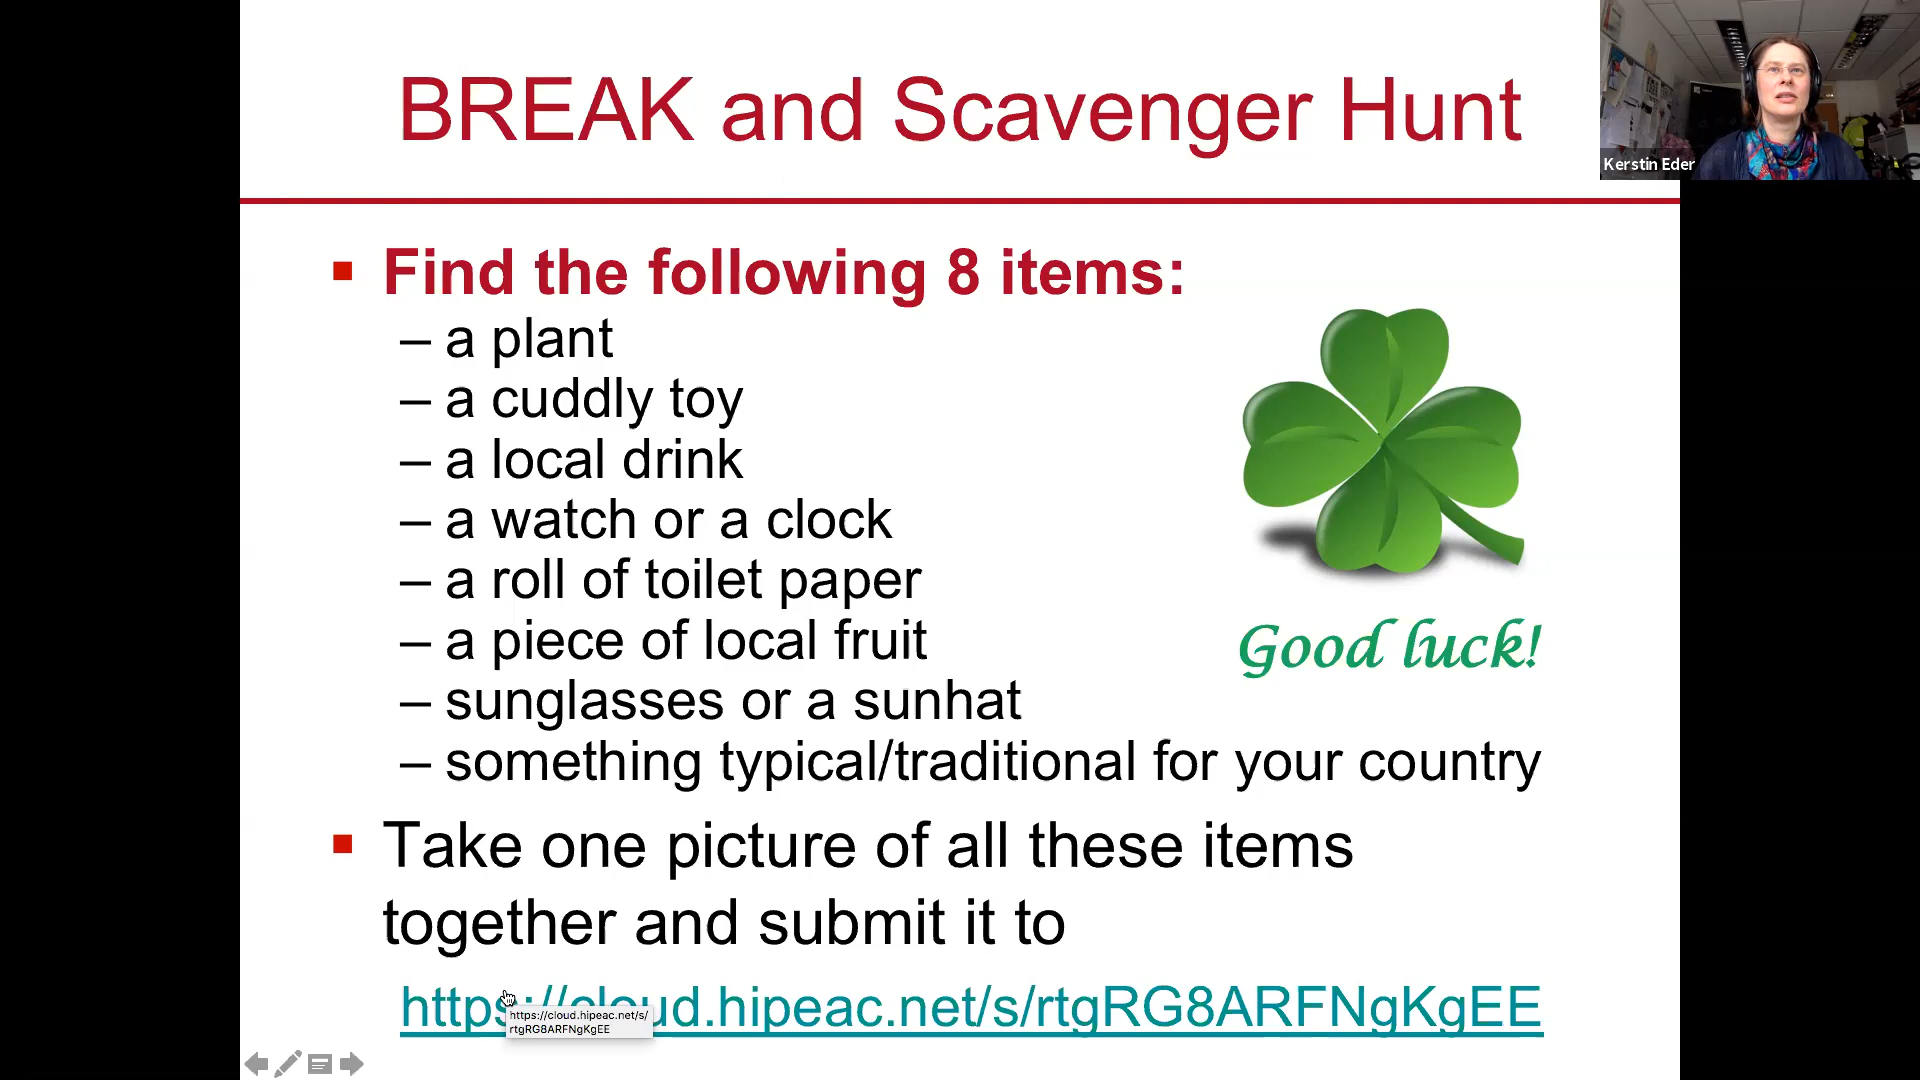 BREAK and Scavenger Hunt
Kerstin Eder
Find the following 8 items:
– a plant
– a cuddly toy
– a local drink
– a watch or a clock
– a roll of toilet paper
– a piece of local fruit
– sunglasses or a sunhat
– something typical/traditional for your country
Good luck!
Take one picture of all these items
together and submit it to
https://cloud.hipeac.net/s/rtgRG8ARFNgKgEE
https://cloud.hipeac.net/s/
rtgRG8ARFNgKgEE